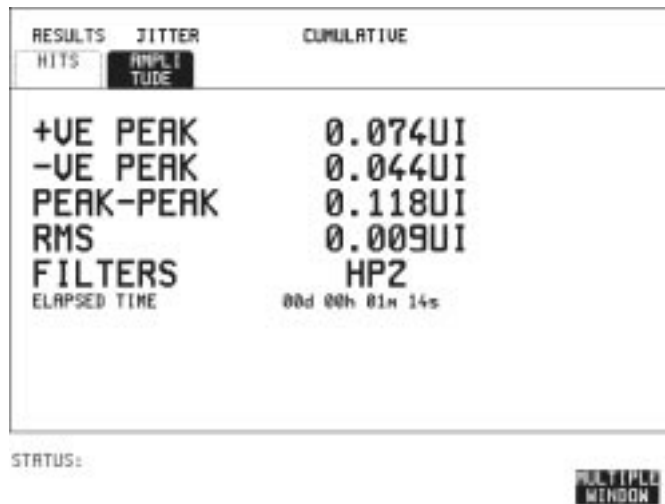 RESULTS JITTER CUMULATIVE
HITS AMPLI
TUDE
+VE PEAK 0.074UI
-VE PEAK 0.044UI
PEAK-PEAK 0.118UI
RMS 0.009UI
FILTERS HP2
ELAPSED TIME 00d 00h 01m 14s
STATUS:
MULTIPLE
WINDOW